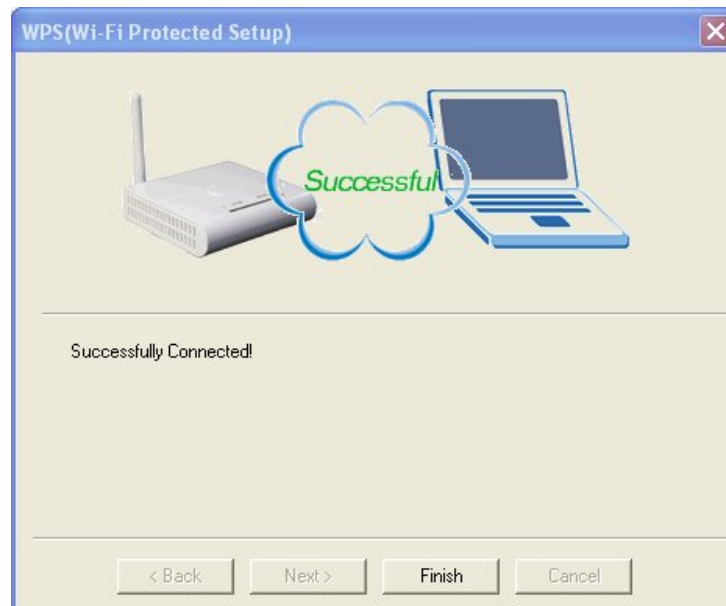 WPS(Wi-Fi Protected Setup)
Successful
Successfully Connected!
< Back
Next >
Finish
Cancel